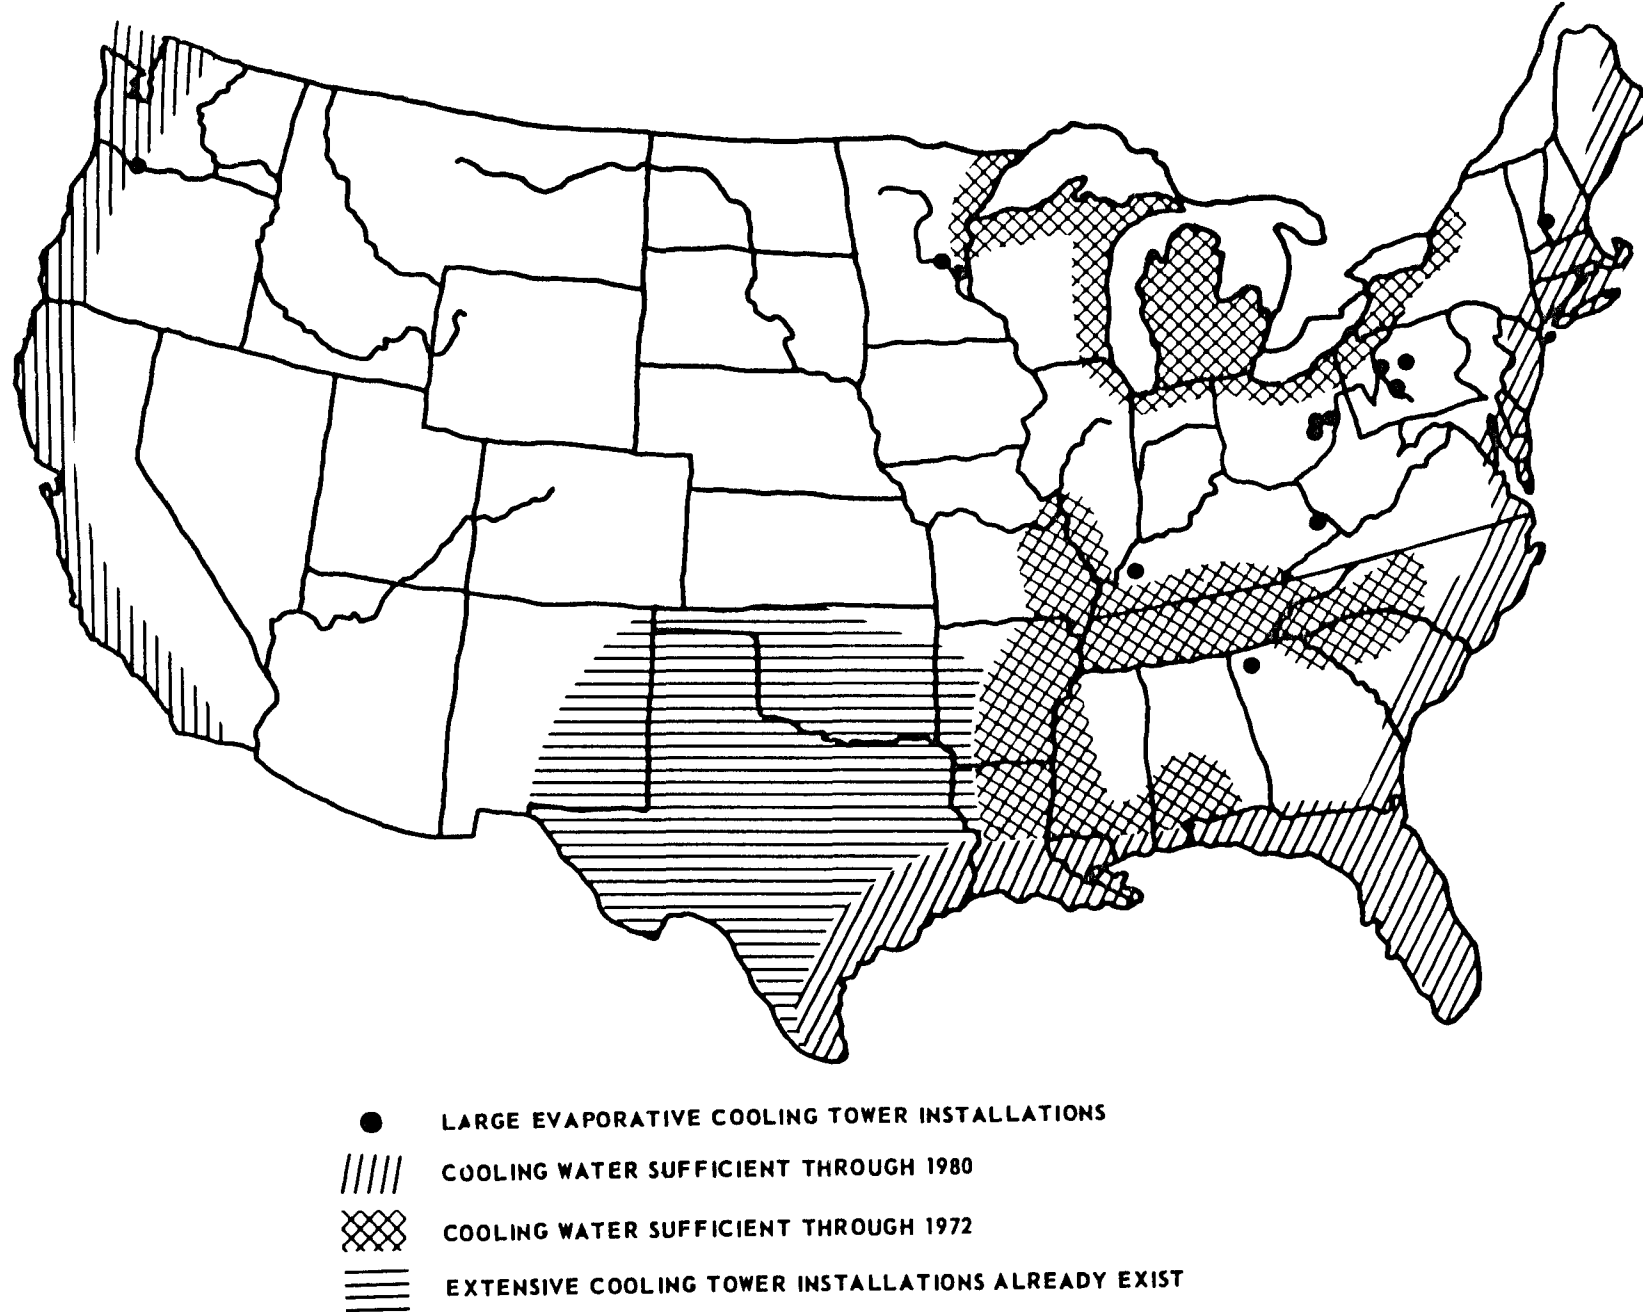 LARGE EVAPORATIVE COOLING TOWER INSTALLATIONS
COOLING WATER SUFFICIENT THROUGH 1980
COOLING WATER SUFFICIENT THROUGH 1972
EXTENSIVE COOLING TOWER INSTALLATIONS ALREADY EXIST